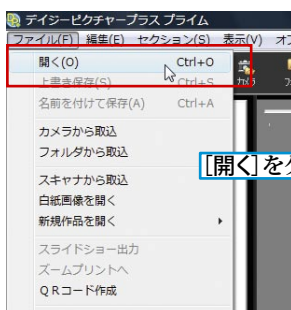 デイジーピクチャープラス プライム
ファイル(F) 編集(E) セクション(S) 表示(V)
開く(O) Ctrl+O
上書き保存(S) Ctrl+S
名前を付けて保存(A) Ctrl+A
カメラから取込
フォルダから取込
スキャナから取込
白紙画像を開く
新規作品を開く
スライドショー出力
ズームプリントへ
QRコード作成
カメラ
[開く]を